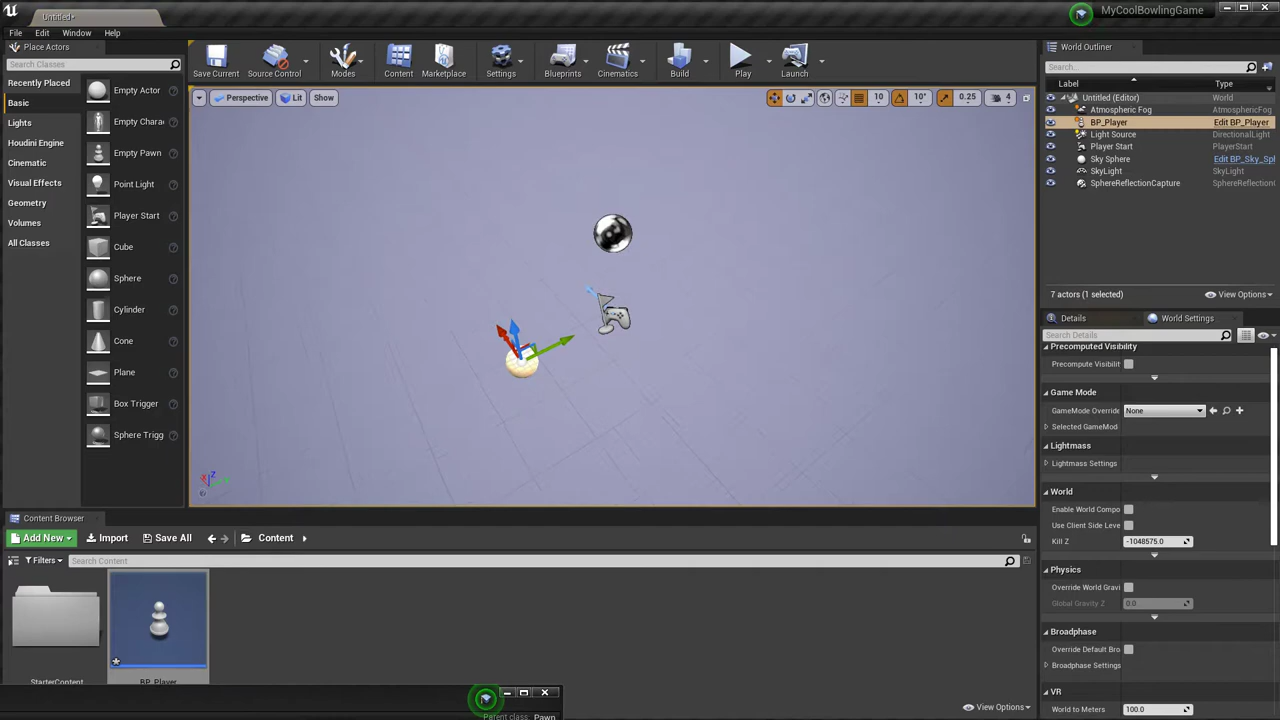 Untitled*
MyCoolBowlingGame
File Edit Window Help
Place Actors
Search Classes
Recently Placed
Basic
Lights
Houdini Engine
Cinematic
Visual Effects
Geometry
Volumes
All Classes
Empty Actor
Empty Chara
Empty Pawn
Point Light
Player Start
Cube
Sphere
Cylinder
Cone
Plane
Box Trigger
Sphere Trigg
Save Current
Source Control
Modes
Content
Marketplace
Settings
Blueprints
Cinematics
Build
Play
Launch
Perspective Lit Show
10 10° 0.25 4
X Z
World Outliner
Search...
Label Type
Untitled (Editor) World
Atmospheric Fog AtmosphericFog
BP_Player Edit BP_Player
Light Source DirectionalLight
Player Start PlayerStart
Sky Sphere Edit BP_Sky_Spl
SkyLight SkyLight
SphereReflectionCapture SphereReflection
7 actors (1 selected) View Options
Details World Settings
Search Details
Precomputed Visibility
Precompute Visibilit
Game Mode
GameMode Override None
Selected GameMod
Lightmass
Lightmass Settings
World
Enable World Compo
Use Client Side Leve
Kill Z -1048575.0
Physics
Override World Gravi
Global Gravity Z 0.0
Broadphase
Override Default Bro
Broadphase Settings
VR
World to Meters 100.0
Content Browser
Add New Import Save All Content
Filters Search Content
StarterContent
BP_Player
Parent class: Pawn
View Options